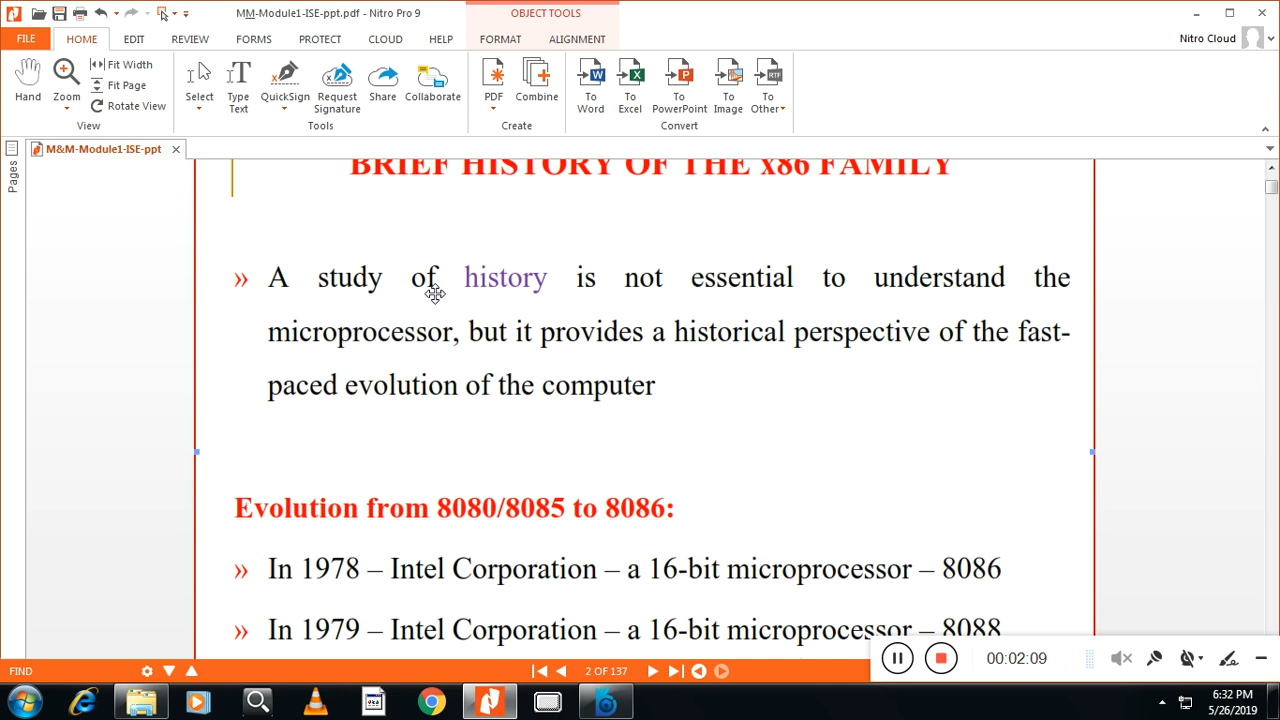 MM-Module1-ISE-ppt.pdf - Nitro Pro 9
OBJECT TOOLS
FILE HOME EDIT REVIEW FORMS PROTECT CLOUD HELP FORMAT ALIGNMENT
Nitro Cloud
Hand
Zoom
Fit Width
Fit Page
Rotate View
View
Select
Type Text
QuickSign
Request Signature
Share
Collaborate
Tools
PDF
Combine
Create
To Word
To Excel
To PowerPoint
To Image
To Other
Convert
Pages
M&M-Module1-ISE-ppt
BRIEF HISTORY OF THE x86 FAMILY
» A study of history is not essential to understand the
microprocessor, but it provides a historical perspective of the fast-
paced evolution of the computer
Evolution from 8080/8085 to 8086:
» In 1978 – Intel Corporation – a 16-bit microprocessor – 8086
» In 1979 – Intel Corporation – a 16-bit microprocessor – 8088
FIND
2 OF 137
00:02:09
6:32 PM
5/26/2019